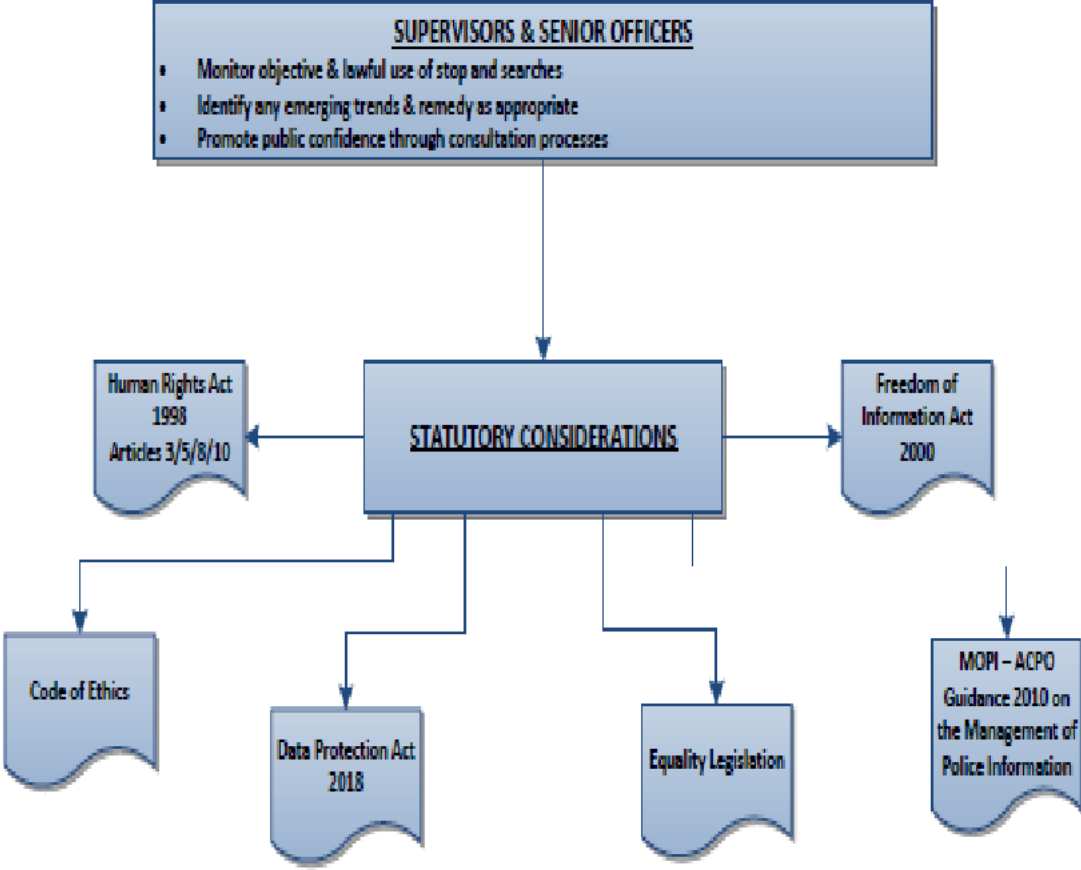 SUPERVISORS & SENIOR OFFICERS
• Monitor objective & lawful use of stop and searches
• Identify any emerging trends & remedy as appropriate
• Promote public confidence through consultation processes
Human Rights Act
1998
Articles 3/5/8/10
STATUTORY CONSIDERATIONS
Freedom of
Information Act
2000
Code of Ethics
Data Protection Act
2018
Equality Legislation
MOPI – ACPO
Guidance 2010 on
the Management of
Police Information